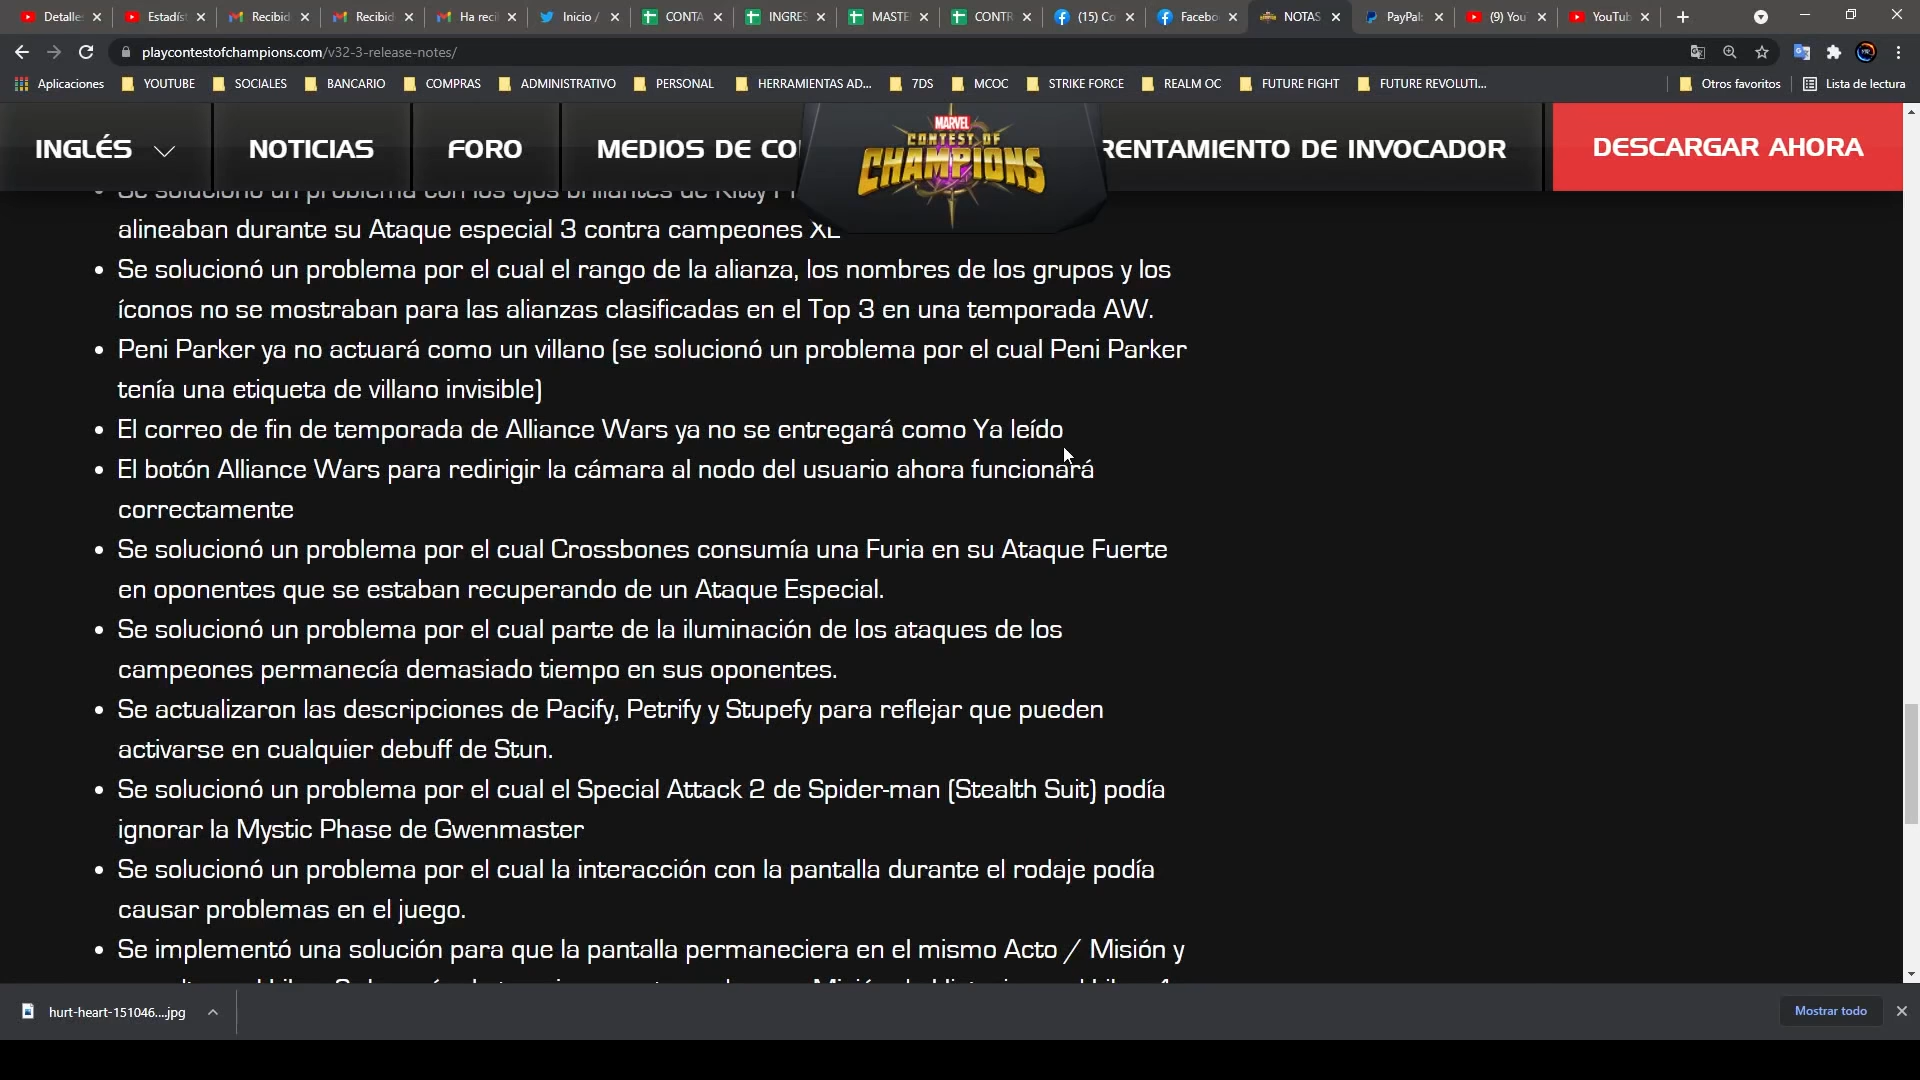 Detalle
Estadíst
Recibid
Recibid
Ha reci
Inicio /
CONTA
INGRES
MASTE
CONTR
(15) Co
Facebo
NOTAS
PayPal:
(9) You
YouTub
playcontestofchampions.com/v32-3-release-notes/
Aplicaciones
YOUTUBE
SOCIALES
BANCARIO
COMPRAS
ADMINISTRATIVO
PERSONAL
HERRAMIENTAS AD...
7DS
MCOC
STRIKE FORCE
REALM OC
FUTURE FIGHT
FUTURE REVOLUTI...
Otros favoritos
Lista de lectura
INGLÉS
NOTICIAS
FORO
MEDIOS DE CO
MARVEL
CONTEST OF
CHAMPIONS
RENTAMIENTO DE INVOCADOR
DESCARGAR AHORA
Se solucionó un problema con los ojos brillantes de Kitty
alineaban durante su Ataque especial 3 contra campeones XL
• Se solucionó un problema por el cual el rango de la alianza, los nombres de los grupos y los
íconos no se mostraban para las alianzas clasificadas en el Top 3 en una temporada AW.
• Peni Parker ya no actuará como un villano (se solucionó un problema por el cual Peni Parker
tenía una etiqueta de villano invisible)
• El correo de fin de temporada de Alliance Wars ya no se entregará como Ya leído
• El botón Alliance Wars para redirigir la cámara al nodo del usuario ahora funcionará
correctamente
• Se solucionó un problema por el cual Crossbones consumía una Furia en su Ataque Fuerte
en oponentes que se estaban recuperando de un Ataque Especial.
• Se solucionó un problema por el cual parte de la iluminación de los ataques de los
campeones permanecía demasiado tiempo en sus oponentes.
• Se actualizaron las descripciones de Pacify, Petrify y Stupefy para reflejar que pueden
activarse en cualquier debuff de Stun.
• Se solucionó un problema por el cual el Special Attack 2 de Spider-man (Stealth Suit) podía
ignorar la Mystic Phase de Gwenmaster
• Se solucionó un problema por el cual la interacción con la pantalla durante el rodaje podía
causar problemas en el juego.
• Se implementó una solución para que la pantalla permaneciera en el mismo Acto / Misión y
hurt-heart-151046....jpg
Mostrar todo